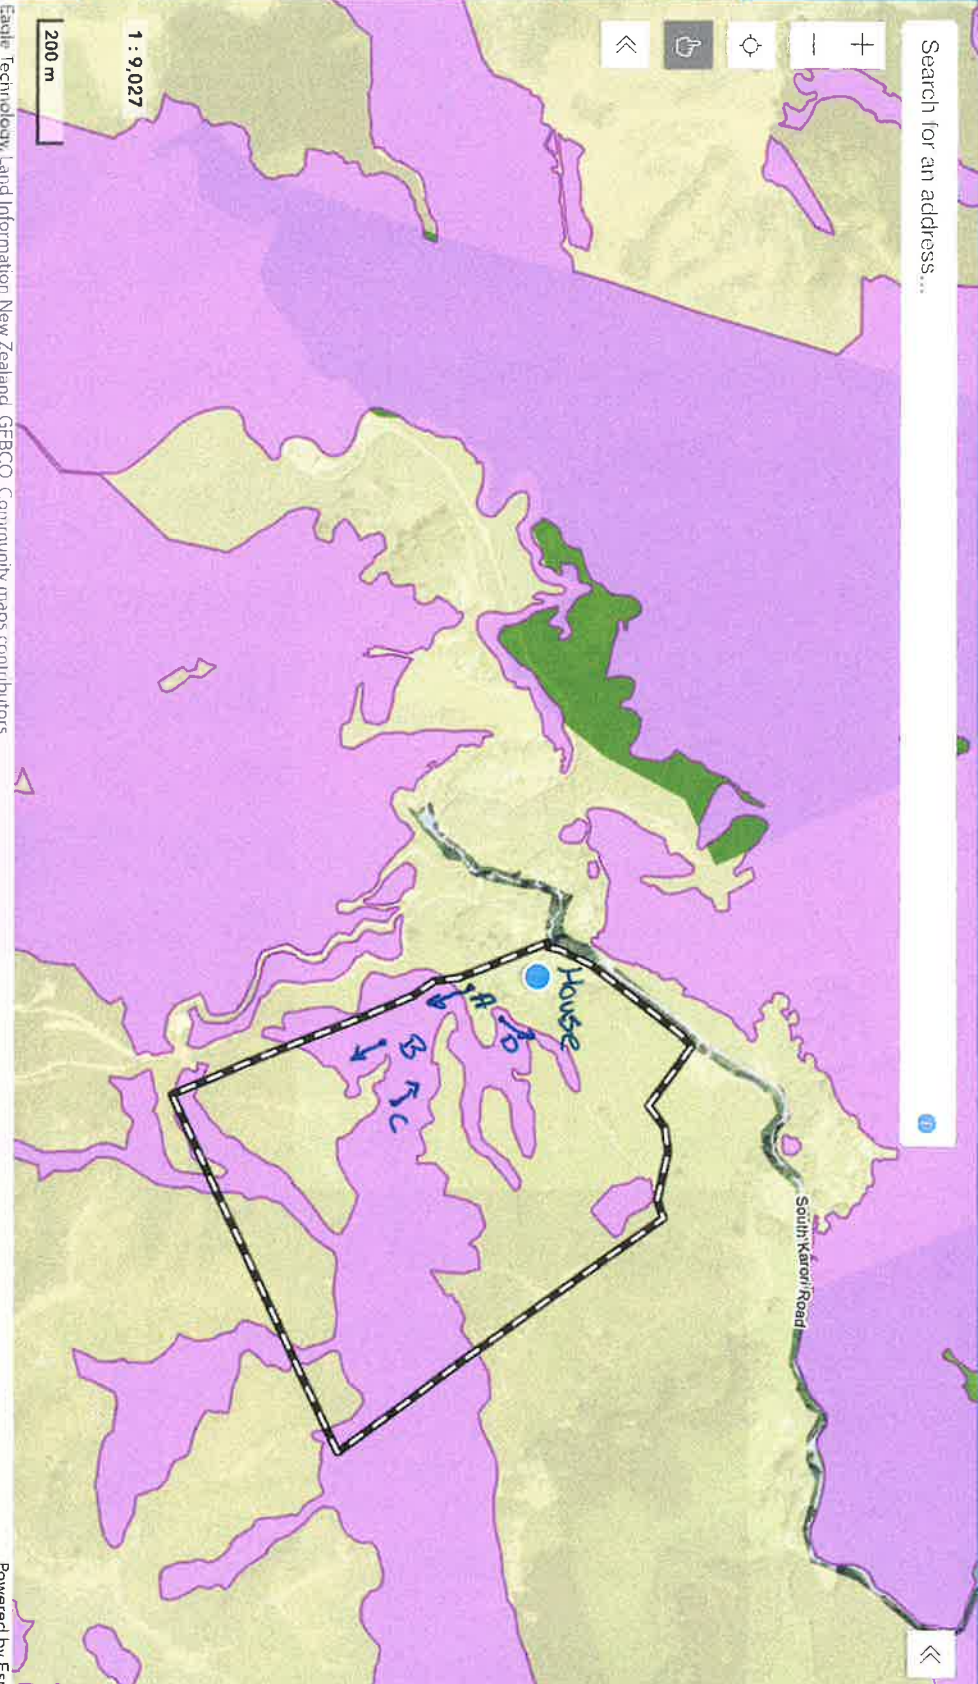 Search for an address...
+
−
1 : 9,027
200 m
House
A
D
B
C
South Karori Road
Eagle Technology, Land Information New Zealand, GEBCO, Community maps contributors
Powered by Esri